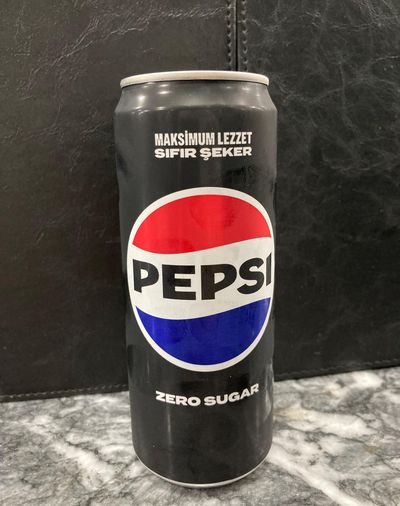 MAKSİMUM LEZZET
SIFIR ŞEKER
PEPSI
ZERO SUGAR